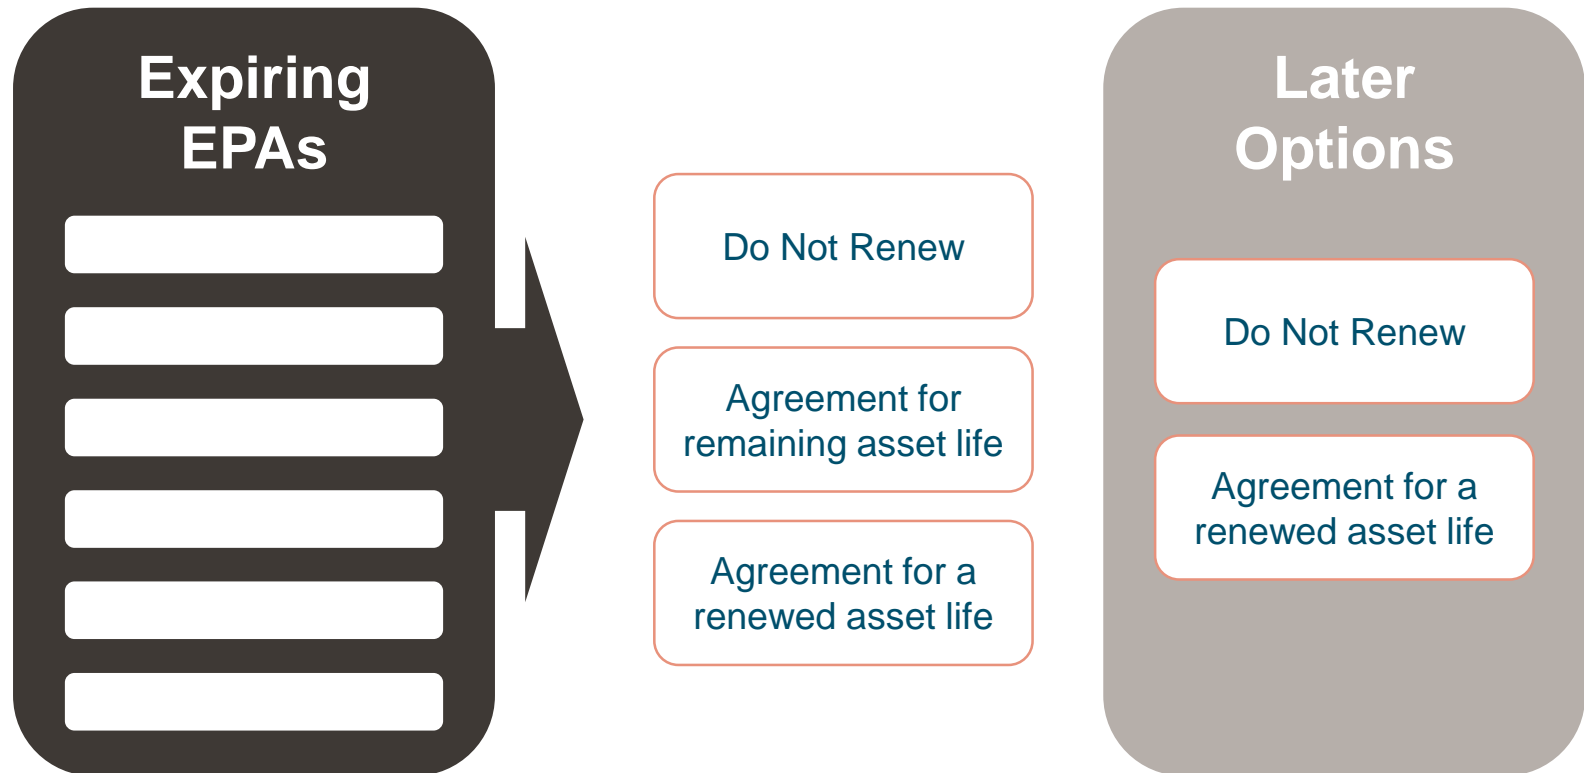 Expiring
EPAs
Do Not Renew
Agreement for
remaining asset life
Agreement for a
renewed asset life
Later
Options
Do Not Renew
Agreement for a
renewed asset life